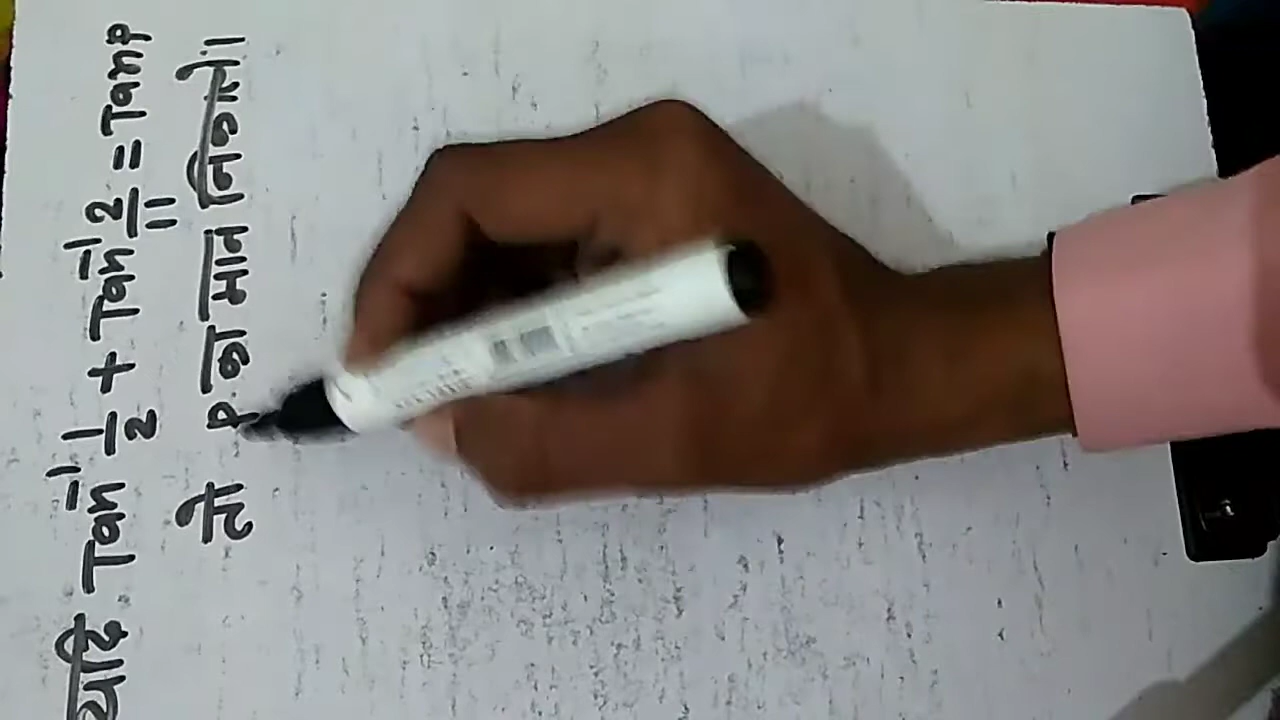 यदि tan⁻¹ 1/2 + tan⁻¹ 2/11 = tan P
तो P का मान निकालें।